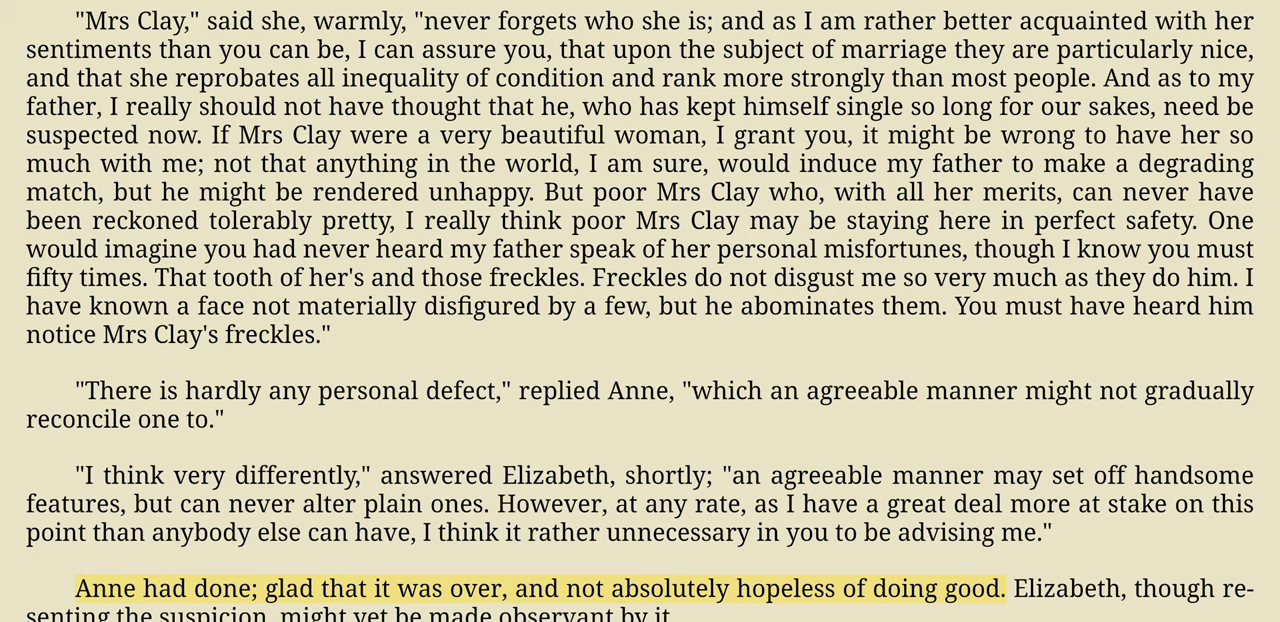 "Mrs Clay," said she, warmly, "never forgets who she is; and as I am rather better acquainted with her
sentiments than you can be, I can assure you, that upon the subject of marriage they are particularly nice,
and that she reprobates all inequality of condition and rank more strongly than most people. And as to my
father, I really should not have thought that he, who has kept himself single so long for our sakes, need be
suspected now. If Mrs Clay were a very beautiful woman, I grant you, it might be wrong to have her so
much with me; not that anything in the world, I am sure, would induce my father to make a degrading
match, but he might be rendered unhappy. But poor Mrs Clay who, with all her merits, can never have
been reckoned tolerably pretty, I really think poor Mrs Clay may be staying here in perfect safety. One
would imagine you had never heard my father speak of her personal misfortunes, though I know you must
fifty times. That tooth of her's and those freckles. Freckles do not disgust me so very much as they do him. I
have known a face not materially disfigured by a few, but he abominates them. You must have heard him
notice Mrs Clay's freckles."
"There is hardly any personal defect," replied Anne, "which an agreeable manner might not gradually
reconcile one to."
"I think very differently," answered Elizabeth, shortly; "an agreeable manner may set off handsome
features, but can never alter plain ones. However, at any rate, as I have a great deal more at stake on this
point than anybody else can have, I think it rather unnecessary in you to be advising me."
Anne had done; glad that it was over, and not absolutely hopeless of doing good. Elizabeth, though re-
senting the suspicion, might yet be made observant by it.